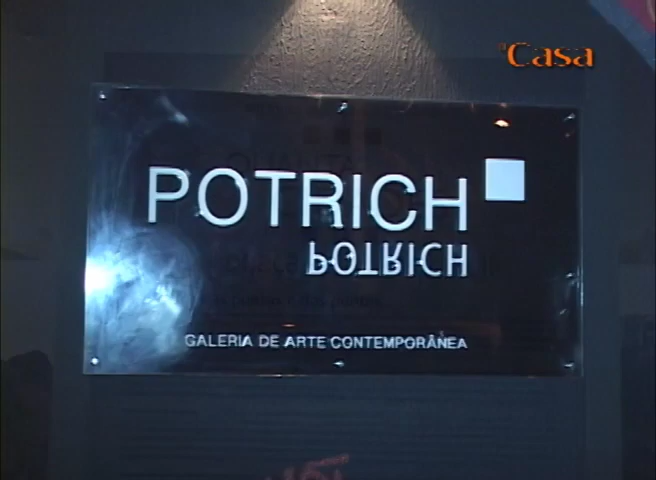 Casa
POTRICH
POTRICH
GALERIA DE ARTE CONTEMPORÂNEA